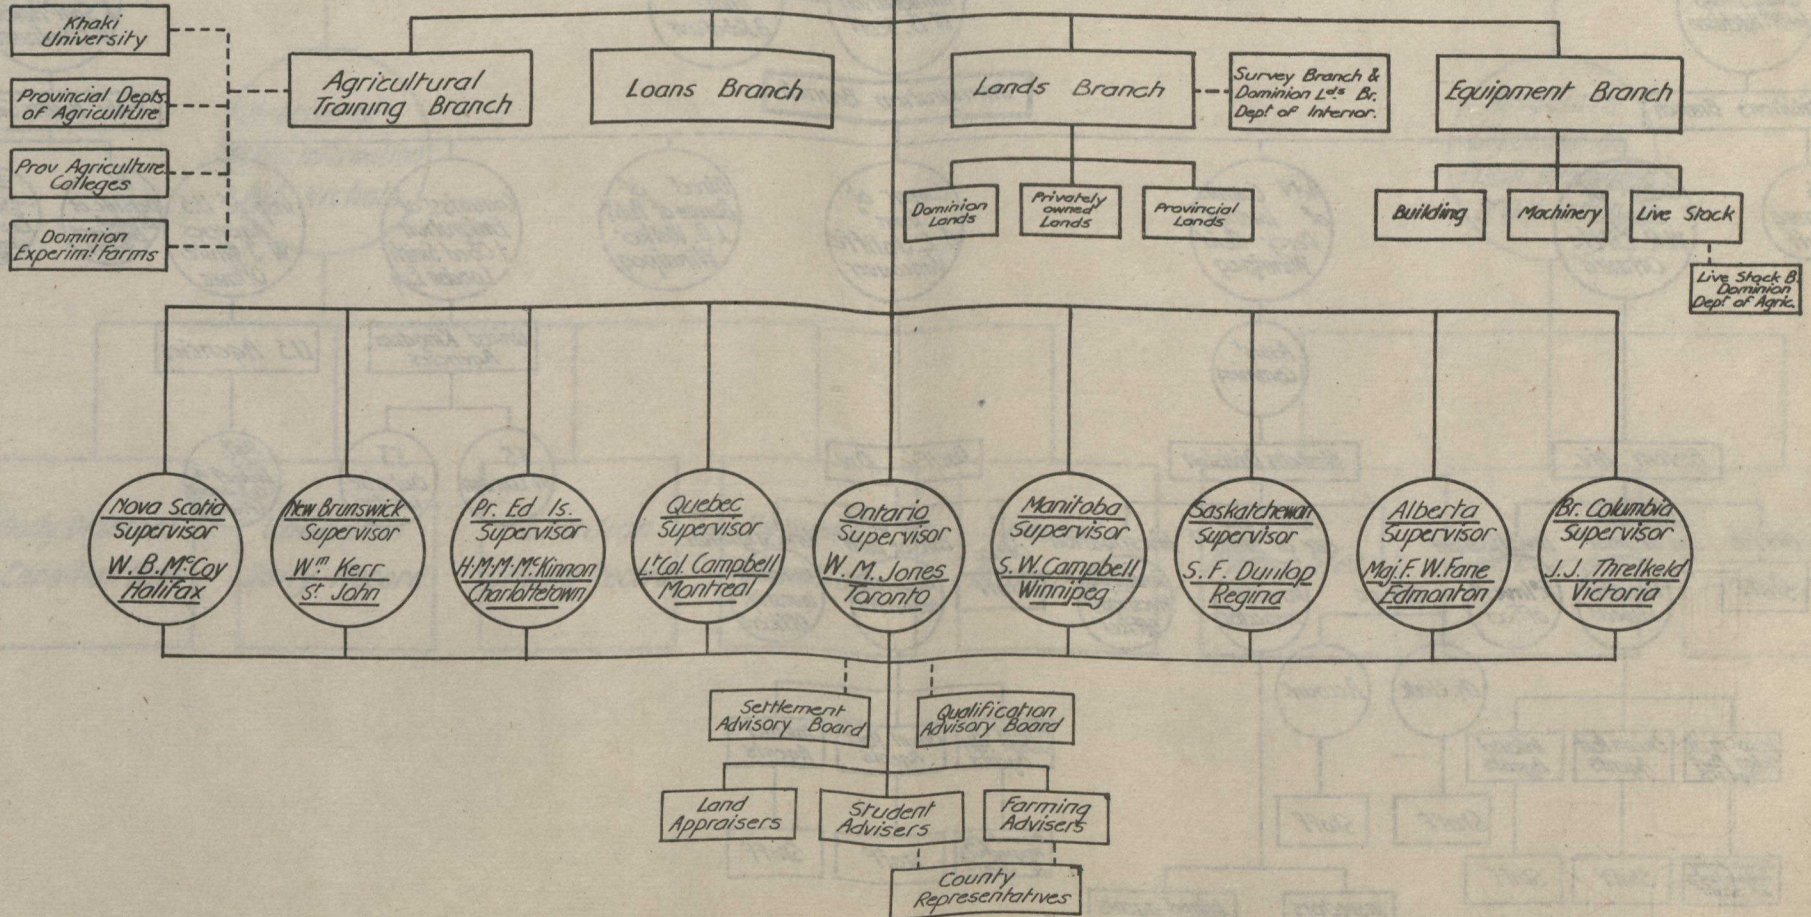 Khaki
University
Provincial Depts.
of Agriculture
Prov Agriculture
Colleges
Dominion
Experimt Farms
Agricultural
Training Branch
Loans Branch
Lands Branch
Survey Branch &
Dominion Lds Br.
Dept of Interior.
Equipment Branch
Dominion
Lands
Privately
owned
Lands
Provincial
Lands
Building
Machinery
Live Stock
Live Stock B.
Dominion
Dept of Agric.
Nova Scotia
Supervisor
W. B. McCoy
Halifax
New Brunswick
Supervisor
Wm Kerr
St John
Pr. Ed Is.
Supervisor
H.M.M. McKinnon
Charlottetown
Quebec
Supervisor
Lt Col. Campbell
Montreal
Ontario
Supervisor
W. M. Jones
Toronto
Manitoba
Supervisor
S. W. Campbell
Winnipeg
Saskatchewan
Supervisor
S. F. Dunlop
Regina
Alberta
Supervisor
Maj. F. W. Fane
Edmonton
Br. Columbia
Supervisor
J. J. Threlkeld
Victoria
Settlement
Advisory Board
Qualification
Advisory Board
Land
Appraisers
Student
Advisers
Farming
Advisers
County
Representatives